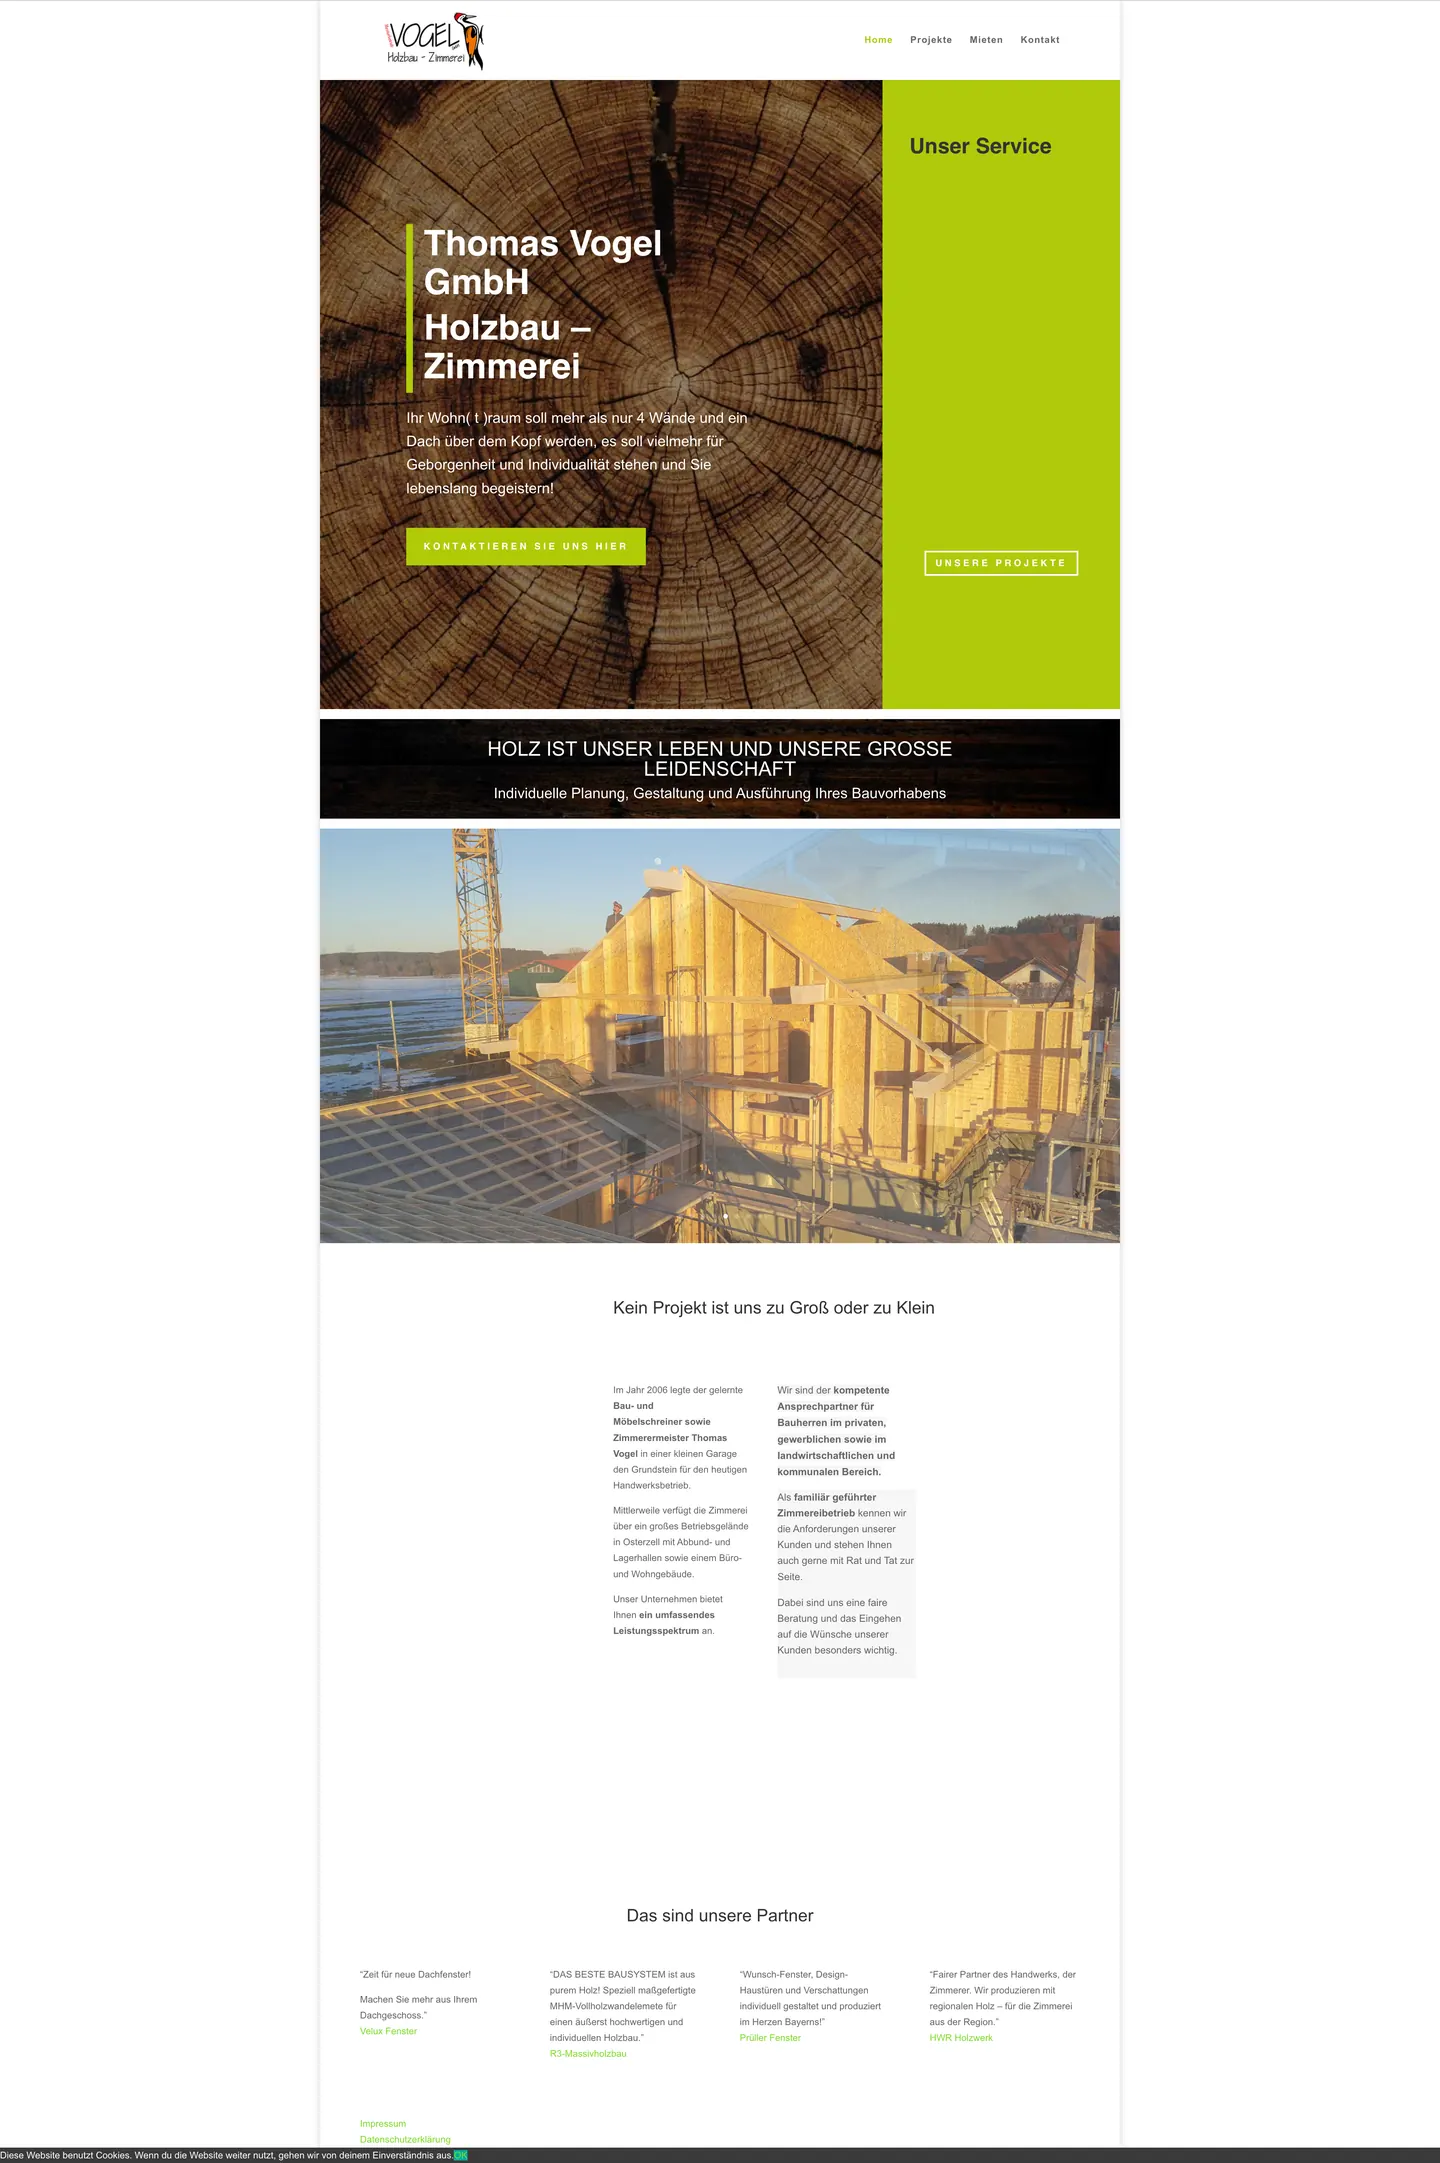 VOGEL
Holzbau - Zimmerei
Home
Projekte
Mieten
Kontakt
Thomas Vogel
GmbH
Holzbau –
Zimmerei
Ihr Wohn( t )raum soll mehr als nur 4 Wände und ein
Dach über dem Kopf werden, es soll vielmehr für
Geborgenheit und Individualität stehen und Sie
lebenslang begeistern!
KONTAKTIEREN SIE UNS HIER
Unser Service
UNSERE PROJEKTE
HOLZ IST UNSER LEBEN UND UNSERE GROSSE
LEIDENSCHAFT
Individuelle Planung, Gestaltung und Ausführung Ihres Bauvorhabens
Kein Projekt ist uns zu Groß oder zu Klein
Im Jahr 2006 legte der gelernte
Bau- und
Möbelschreiner sowie
Zimmerermeister Thomas
Vogel in einer kleinen Garage
den Grundstein für den heutigen
Handwerksbetrieb.
Mittlerweile verfügt die Zimmerei
über ein großes Betriebsgelände
in Osterzell mit Abbund- und
Lagerhallen sowie einem Büro-
und Wohngebäude.
Unser Unternehmen bietet
Ihnen ein umfassendes
Leistungsspektrum an.
Wir sind der kompetente
Ansprechpartner für
Bauherren im privaten,
gewerblichen sowie im
landwirtschaftlichen und
kommunalen Bereich.
Als familiär geführter
Zimmereibetrieb kennen wir
die Anforderungen unserer
Kunden und stehen Ihnen
auch gerne mit Rat und Tat zur
Seite.
Dabei sind uns eine faire
Beratung und das Eingehen
auf die Wünsche unserer
Kunden besonders wichtig.
Das sind unsere Partner
“Zeit für neue Dachfenster!
Machen Sie mehr aus Ihrem
Dachgeschoss.”
Velux Fenster
“DAS BESTE BAUSYSTEM ist aus
purem Holz! Speziell maßgefertigte
MHM-Vollholzwandelemete für
einen äußerst hochwertigen und
individuellen Holzbau.”
R3-Massivholzbau
“Wunsch-Fenster, Design-
Haustüren und Verschattungen
individuell gestaltet und produziert
im Herzen Bayerns!”
Prüller Fenster
“Fairer Partner des Handwerks, der
Zimmerer. Wir produzieren mit
regionalen Holz – für die Zimmerei
aus der Region.”
HWR Holzwerk
Impressum
Datenschutzerklärung
Diese Website benutzt Cookies. Wenn du die Website weiter nutzt, gehen wir von deinem Einverständnis aus.OK